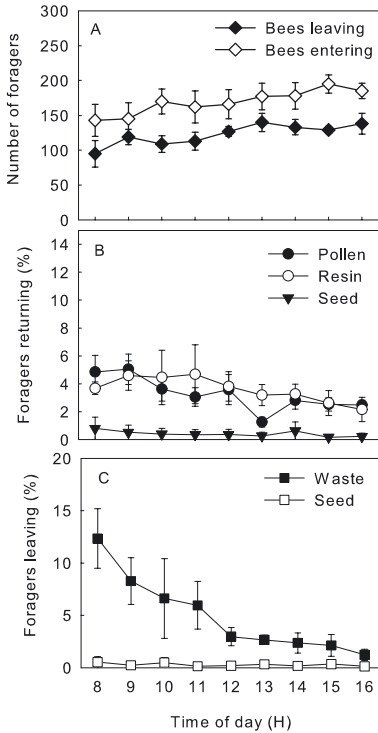 A
Bees leaving
Bees entering
300
250
200
150
100
50
0
Number of foragers
B
Pollen
Resin
Seed
14
12
10
8
6
4
2
0
Foragers returning (%)
C
Waste
Seed
20
15
10
5
0
Foragers leaving (%)
8 9 10 11 12 13 14 15 16
Time of day (H)